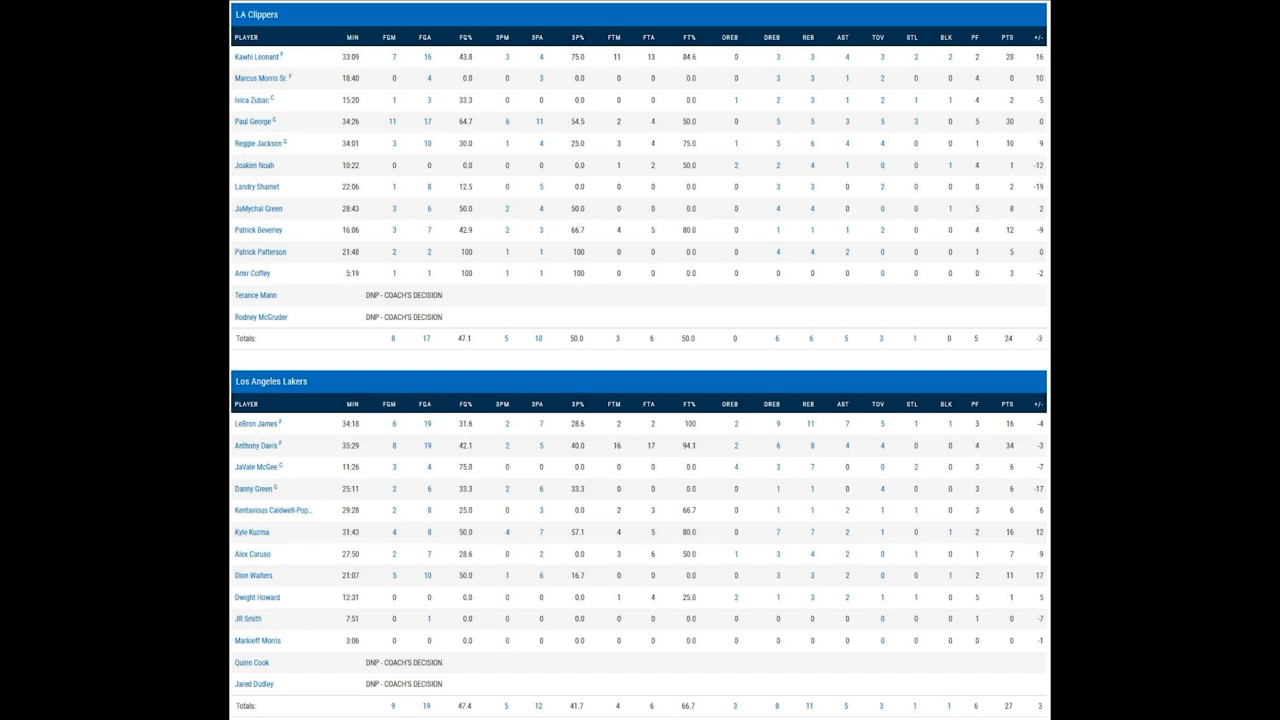 LA Clippers
PLAYER MIN FGM FGA FG% 3PM 3PA 3P% FTM FTA FT% OREB DREB REB AST TOV STL BLK PF PTS +/-
Kawhi Leonard F 33:09 7 16 43.8 3 4 75.0 11 13 84.6 0 3 3 4 3 2 2 2 28 16
Marcus Morris Sr. F 18:40 0 4 0.0 0 3 0.0 0 0 0.0 0 3 3 1 2 0 0 4 0 10
Ivica Zubac C 15:20 1 3 33.3 0 0 0.0 0 0 0.0 1 2 3 1 2 1 1 4 2 -5
Paul George G 34:26 11 17 64.7 6 11 54.5 2 4 50.0 0 5 5 3 5 3 0 5 30 0
Reggie Jackson G 34:01 3 10 30.0 1 4 25.0 3 4 75.0 1 5 6 4 4 0 0 1 10 9
Joakim Noah 10:22 0 0 0.0 0 0 0.0 1 2 50.0 2 2 4 1 0 0 1 4 1 -12
Landry Shamet 22:06 1 8 12.5 0 5 0.0 0 0 0.0 0 3 3 0 2 0 0 0 2 -19
JaMychal Green 28:43 3 6 50.0 2 4 50.0 0 0 0.0 0 4 4 0 0 0 1 5 8 2
Patrick Beverley 16:06 3 7 42.9 2 3 66.7 4 5 80.0 0 1 1 1 2 0 0 4 12 -9
Patrick Patterson 21:48 2 2 100 1 1 100 0 0 0.0 0 4 4 2 0 0 0 1 5 0
Amir Coffey 5:19 1 1 100 1 1 100 0 0 0.0 0 0 0 0 0 0 0 0 3 -2
Terance Mann DNP - COACH'S DECISION
Rodney McGruder DNP - COACH'S DECISION
Totals: 8 17 47.1 5 10 50.0 3 6 50.0 0 6 6 5 3 1 0 5 24 -3
Los Angeles Lakers
PLAYER MIN FGM FGA FG% 3PM 3PA 3P% FTM FTA FT% OREB DREB REB AST TOV STL BLK PF PTS +/-
LeBron James F 34:18 6 19 31.6 2 7 28.6 2 2 100 2 9 11 7 5 1 1 3 16 -4
Anthony Davis F 35:29 8 19 42.1 2 5 40.0 16 17 94.1 2 6 8 4 4 0 0 4 34 -3
JaVale McGee C 11:26 3 4 75.0 0 0 0.0 0 0 0.0 4 3 7 0 0 2 0 3 6 -7
Danny Green G 25:11 2 6 33.3 2 6 33.3 0 0 0.0 0 1 1 0 4 0 0 3 6 -17
Kentavious Caldwell-Pop... 29:28 2 8 25.0 0 3 0.0 2 3 66.7 0 1 1 2 1 1 0 3 6 6
Kyle Kuzma 31:43 4 8 50.0 4 7 57.1 4 5 80.0 0 7 7 2 1 0 1 2 16 12
Alex Caruso 27:50 2 7 28.6 0 2 0.0 3 6 50.0 1 3 4 2 0 1 0 1 7 9
Dion Waiters 21:07 5 10 50.0 1 6 16.7 0 0 0.0 0 3 3 2 0 0 1 2 11 17
Dwight Howard 12:31 0 0 0.0 0 0 0.0 1 4 25.0 2 1 3 2 1 1 0 5 1 5
JR Smith 7:51 0 1 0.0 0 0 0.0 0 0 0.0 0 0 0 0 0 0 0 1 0 -7
Markieff Morris 3:06 0 0 0.0 0 0 0.0 0 0 0.0 0 0 0 0 0 0 0 0 0 -1
Quinn Cook DNP - COACH'S DECISION
Jared Dudley DNP - COACH'S DECISION
Totals: 9 19 47.4 5 12 41.7 4 6 66.7 3 8 11 5 3 1 1 6 27 3